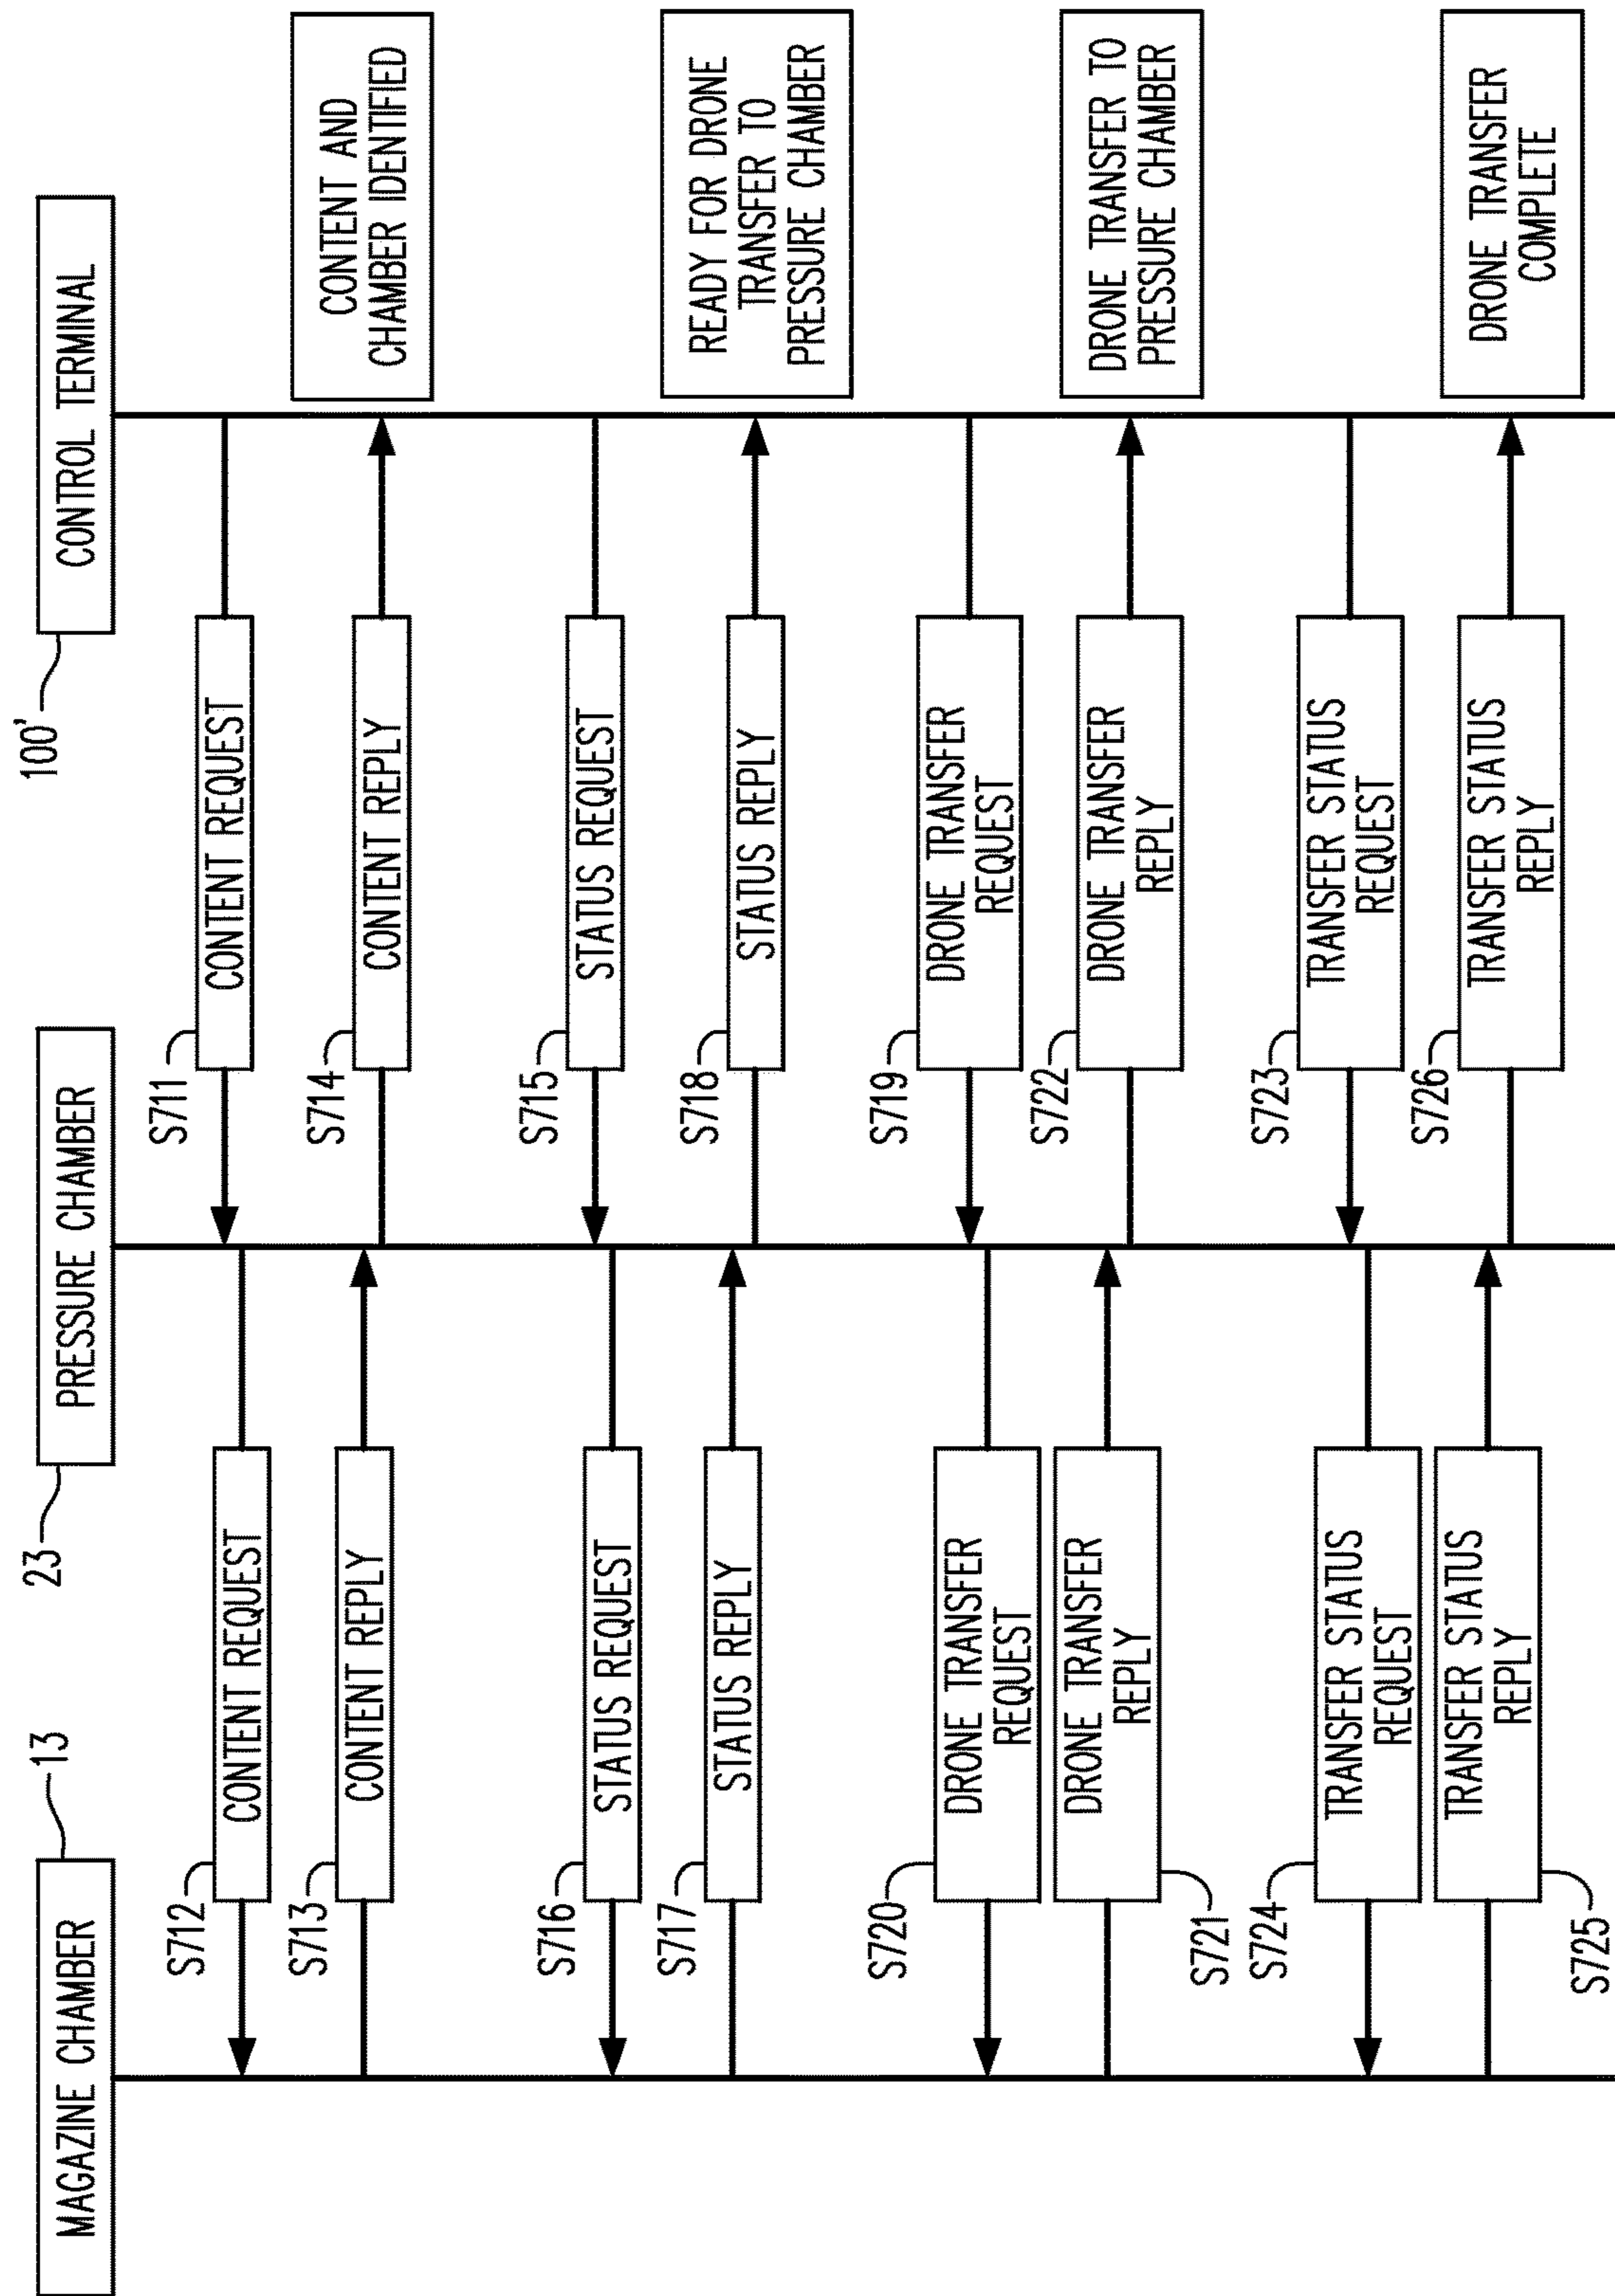 MAGAZINE CHAMBER
13
23
PRESSURE CHAMBER
100'
CONTROL TERMINAL
S711
CONTENT REQUEST
S712
CONTENT REQUEST
S713
CONTENT REPLY
S714
CONTENT REPLY
CONTENT AND
CHAMBER IDENTIFIED
S715
STATUS REQUEST
S716
STATUS REQUEST
S717
STATUS REPLY
S718
STATUS REPLY
READY FOR DRONE
TRANSFER TO
PRESSURE CHAMBER
S719
DRONE TRANSFER
REQUEST
S720
DRONE TRANSFER
REQUEST
S721
DRONE TRANSFER
REPLY
S722
DRONE TRANSFER
REPLY
DRONE TRANSFER TO
PRESSURE CHAMBER
S723
TRANSFER STATUS
REQUEST
S724
TRANSFER STATUS
REQUEST
S725
TRANSFER STATUS
REPLY
S726
TRANSFER STATUS
REPLY
DRONE TRANSFER
COMPLETE